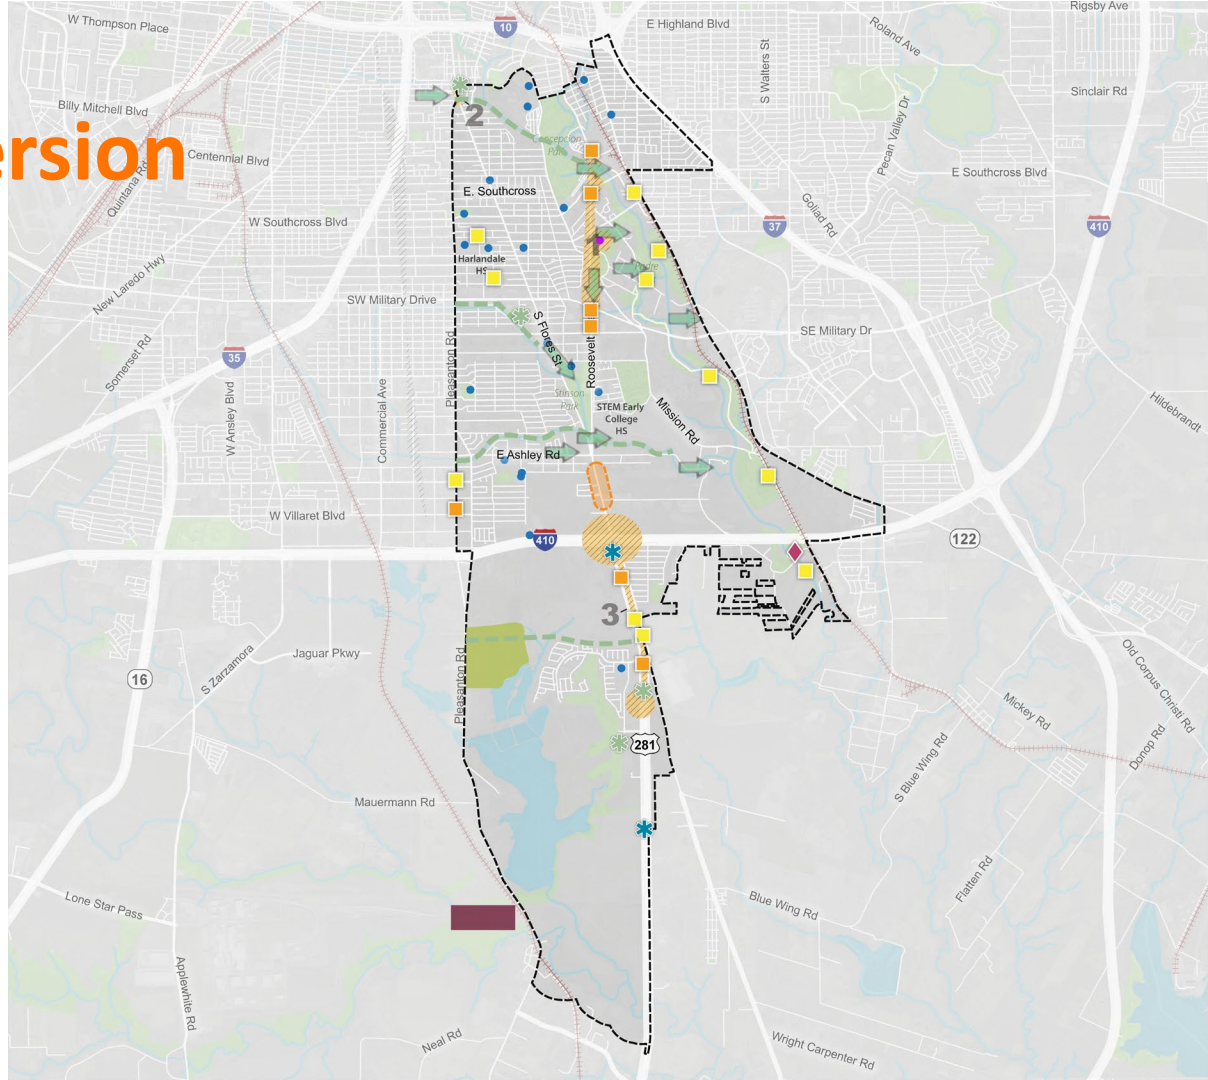 W Thompson Place
10
E Highland Blvd
Rigsby Ave
Roland Ave
S Walters St
Billy Mitchell Blvd
Sinclair Rd
2
ersion
Pecan Valley Dr
Concepcion
Park
Centennial Blvd
Quintana Rd
E. Southcross
E Southcross Blvd
W Southcross Blvd
Goliad Rd
37
410
1
Harlandale
HS
Padre
New Laredo Hwy
SW Military Drive
S Flores St
SE Military Dr
Somerset Rd
35
Pleasanton Rd
Roosevelt
W Ansley Blvd
Commercial Ave
Stinson
Park
STEM Early
College
HS
Mission Rd
Hildebrandt
E Ashley Rd
W Villaret Blvd
410
122
3
S Zarzamora
Jaguar Pkwy
16
Pleasanton Rd
Old Corpus Christi Rd
Mickey Rd
Donop Rd
281
S Blue Wing Rd
Mauermann Rd
Flatten Rd
Lone Star Pass
Blue Wing Rd
Applewhite Rd
Neal Rd
Wright Carpenter Rd